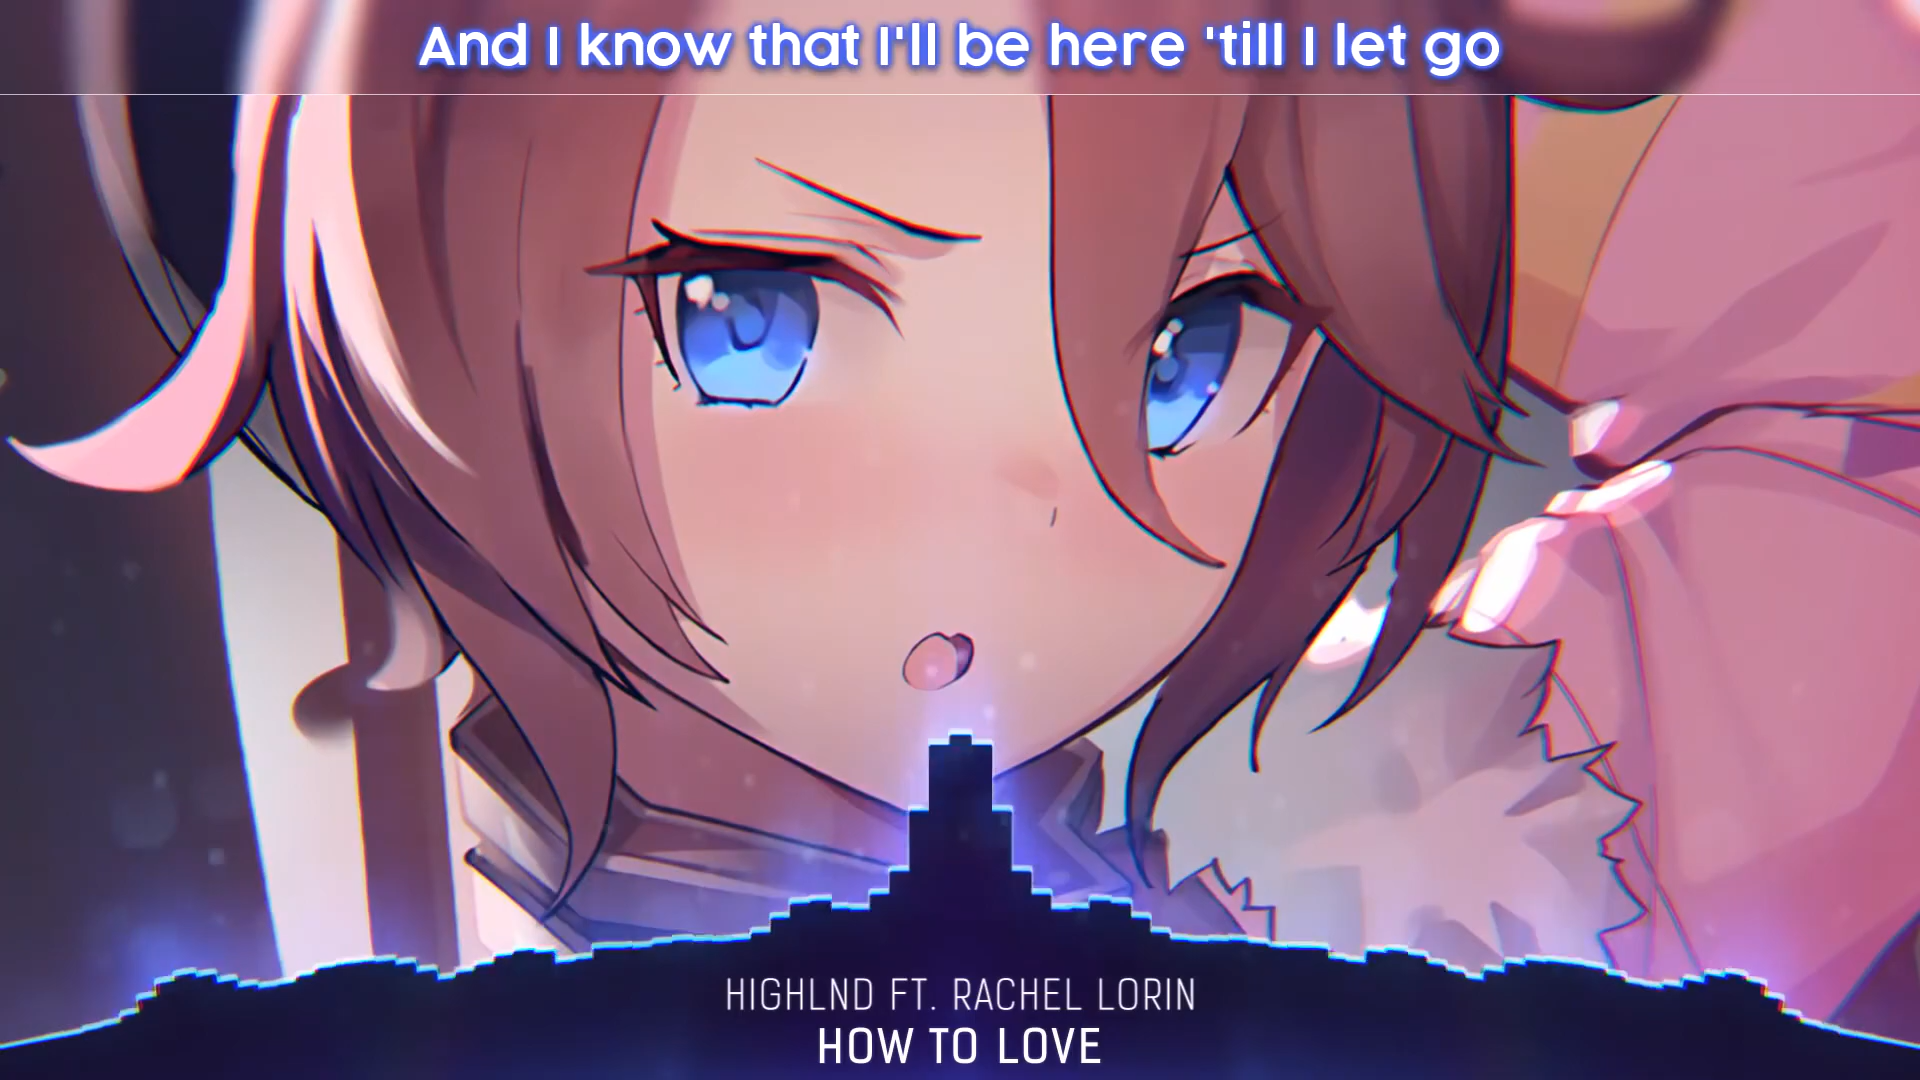 And I know that I'll be here 'till I let go
HIGHLND FT. RACHEL LORIN
HOW TO LOVE